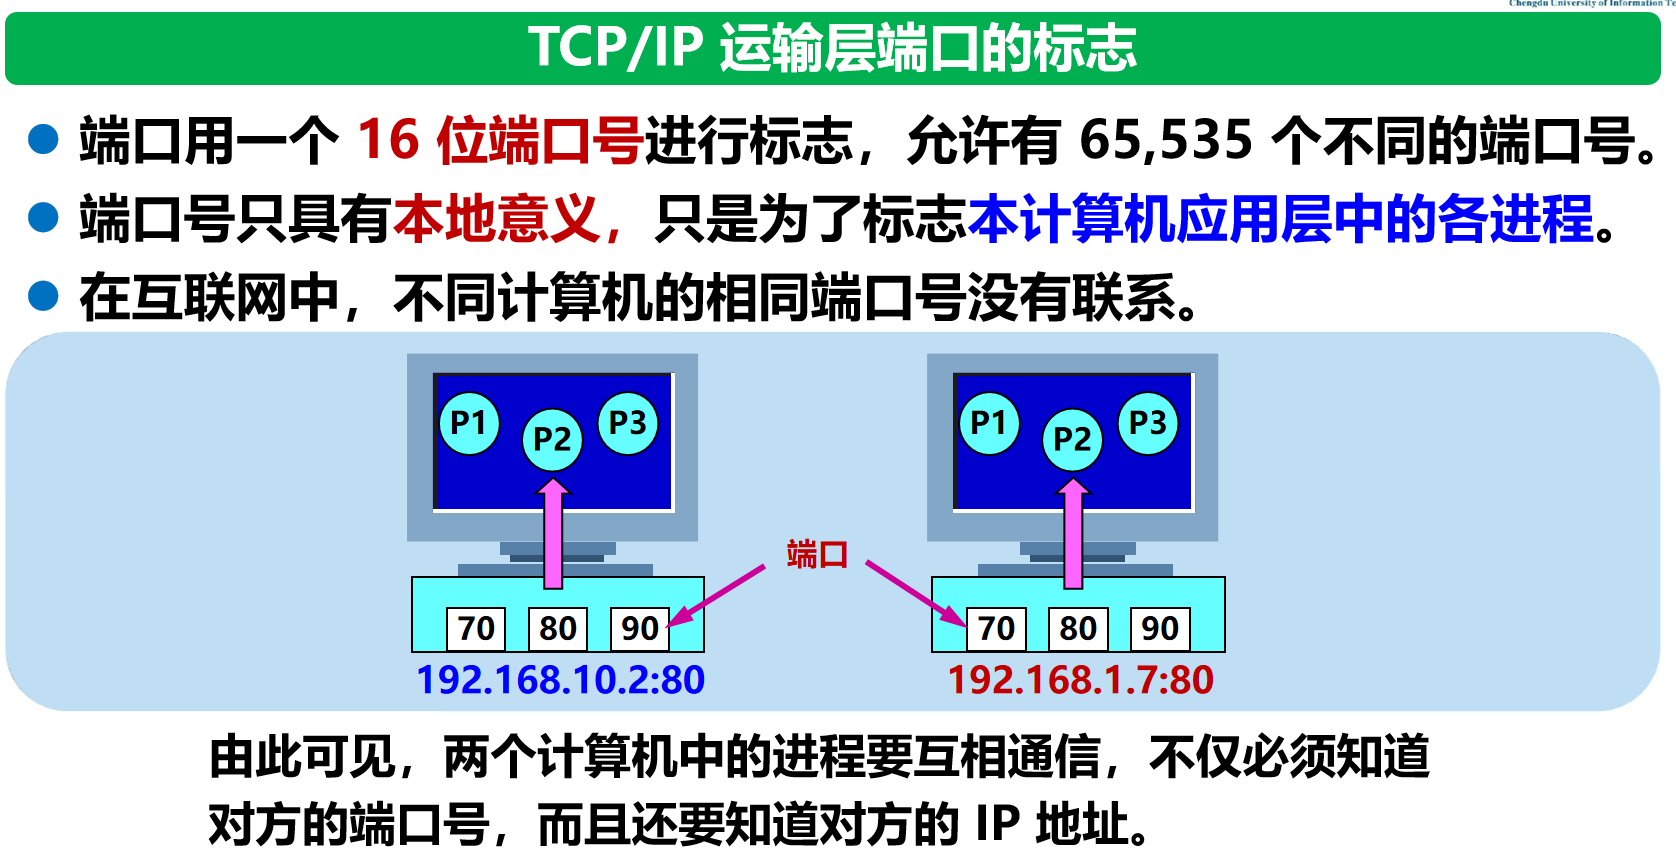 Chengdu University of Information Te
TCP/IP 运输层端口的标志
端口用一个 16 位端口号进行标志，允许有 65,535 个不同的端口号。
端口号只具有本地意义，只是为了标志本计算机应用层中的各进程。
在互联网中，不同计算机的相同端口号没有联系。
P1 P2 P3
P1 P2 P3
端口
70 80 90
70 80 90
192.168.10.2:80
192.168.1.7:80
由此可见，两个计算机中的进程要互相通信，不仅必须知道
对方的端口号，而且还要知道对方的 IP 地址。